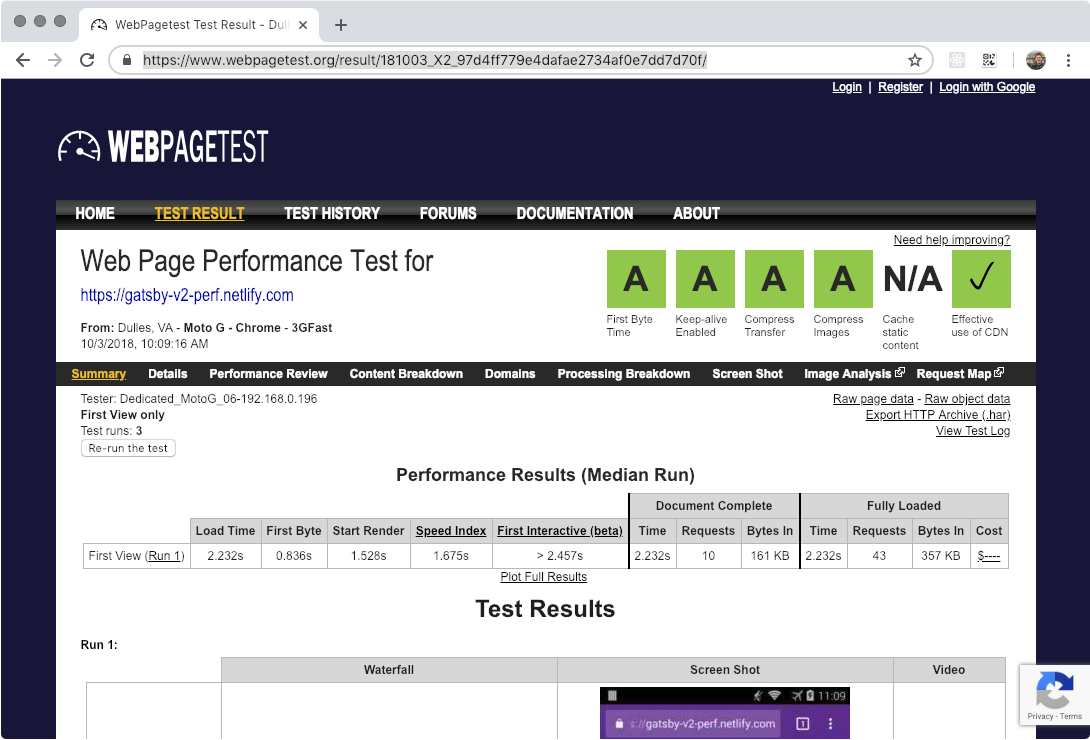 WebPagetest Test Result - Dul
https://www.webpagetest.org/result/181003_X2_97d4ff779e4dafae2734af0e7dd7d70f/
Login | Register | Login with Google
WEBPAGETEST
HOME TEST RESULT TEST HISTORY FORUMS DOCUMENTATION ABOUT
Need help improving?
Web Page Performance Test for
https://gatsby-v2-perf.netlify.com
From: Dulles, VA - Moto G - Chrome - 3GFast
10/3/2018, 10:09:16 AM
A A A A N/A ✓
First Byte Time
Keep-alive Enabled
Compress Transfer
Compress Images
Cache static content
Effective use of CDN
Summary Details Performance Review Content Breakdown Domains Processing Breakdown Screen Shot Image Analysis Request Map
Tester: Dedicated_MotoG_06-192.168.0.196
First View only
Test runs: 3
Re-run the test
Raw page data - Raw object data
Export HTTP Archive (.har)
View Test Log
Performance Results (Median Run)
Document Complete Fully Loaded
Load Time First Byte Start Render Speed Index First Interactive (beta) Time Requests Bytes In Time Requests Bytes In Cost
First View (Run 1) 2.232s 0.836s 1.528s 1.675s > 2.457s 2.232s 10 161 KB 2.232s 43 357 KB $----
Plot Full Results
Test Results
Run 1:
Waterfall Screen Shot Video
11:09
s://gatsby-v2-perf.netlify.com 1
Privacy - Terms